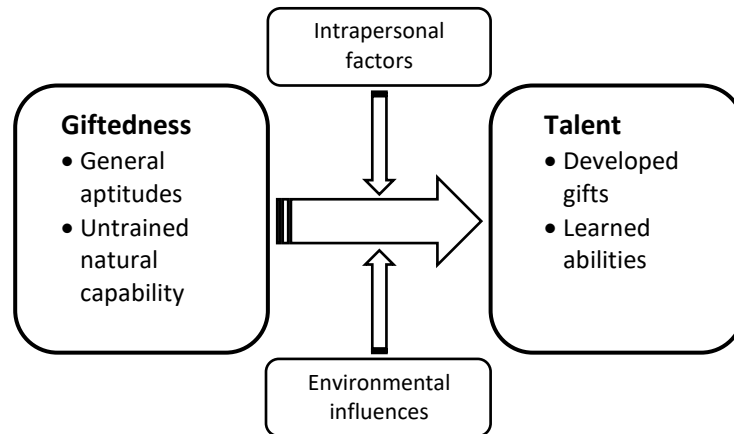 Intrapersonal
factors
Giftedness
• General
aptitudes
• Untrained
natural
capability
Talent
• Developed
gifts
• Learned
abilities
Environmental
influences